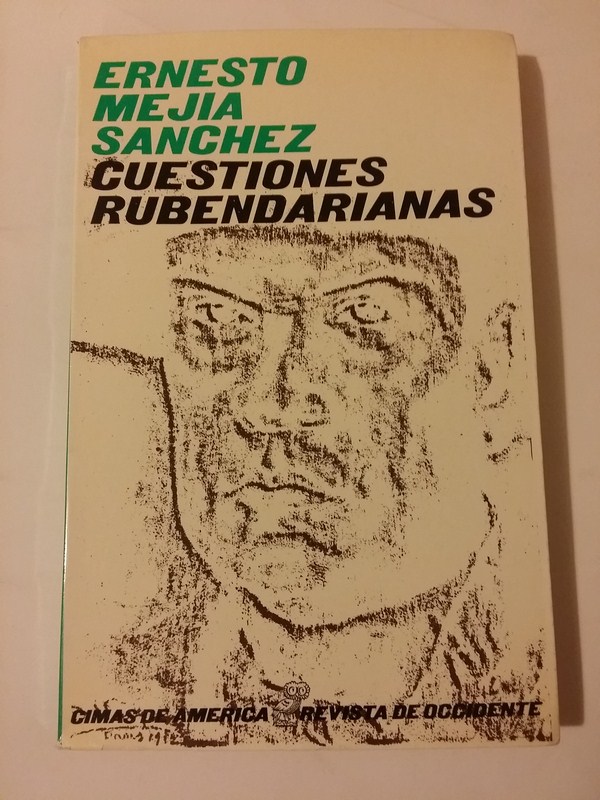 ERNESTO
MEJIA
SANCHEZ
CUESTIONES
RUBENDARIANAS
CIMAS DE AMERICA REVISTA DE OCCIDENTE